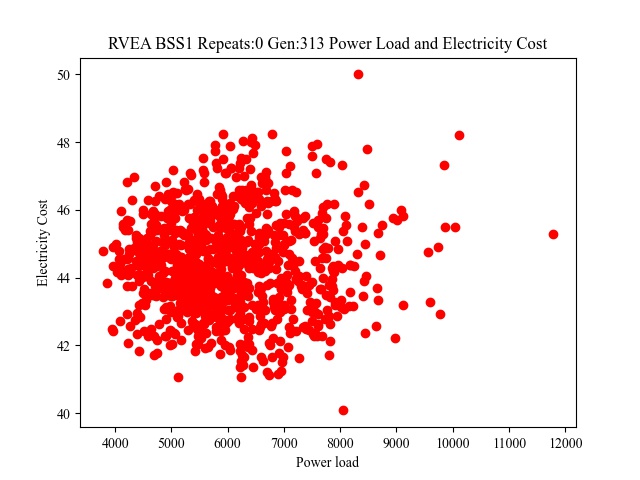 RVEA BSS1 Repeats:0 Gen:313 Power Load and Electricity Cost
50
48
46
44
42
40
Electricity Cost
4000 5000 6000 7000 8000 9000 10000 11000 12000
Power load